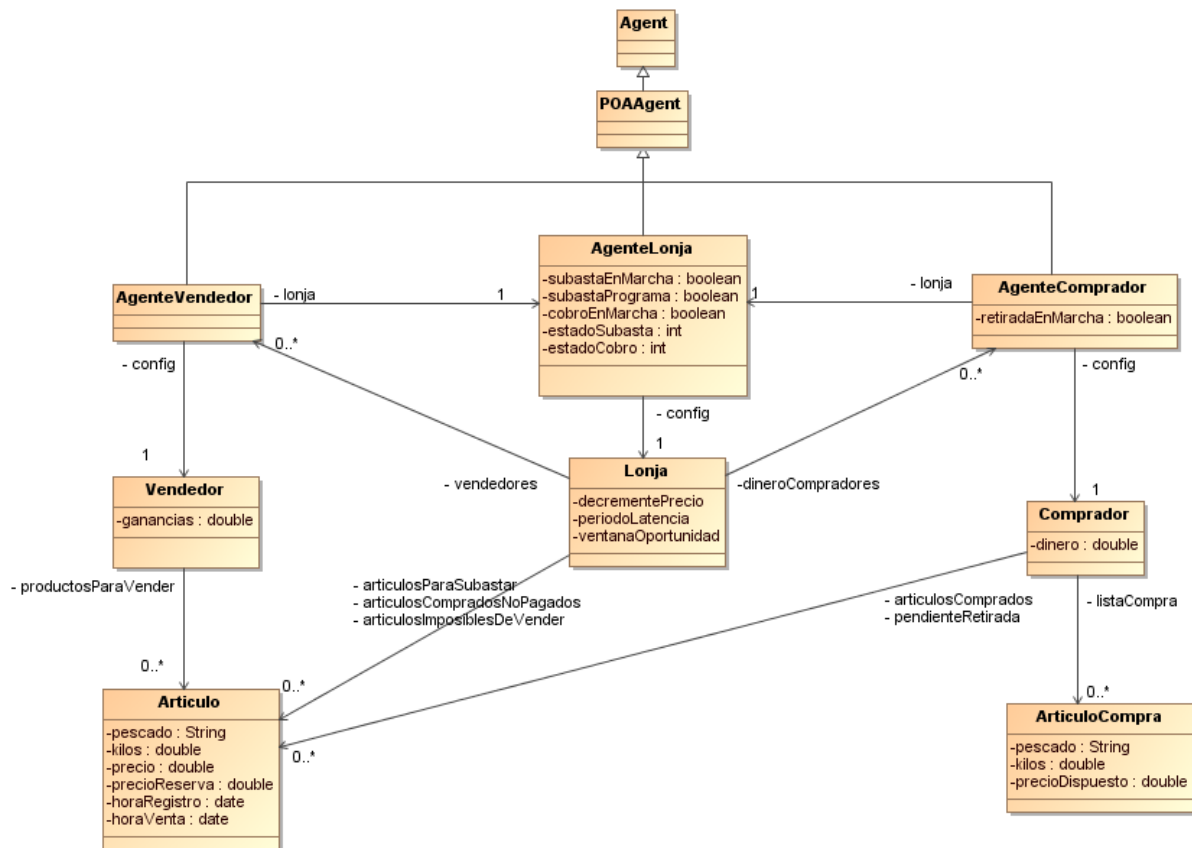 Agent
POAAgent
AgenteLonja
-subastaEnMarcha : boolean
-subastaPrograma : boolean
-cobroEnMarcha : boolean
-estadoSubasta : int
-estadoCobro : int
AgenteVendedor
- lonja
1
1
- lonja
AgenteComprador
-retiradaEnMarcha : boolean
0..*
- config
0..*
- config
- config
1
1
1
Vendedor
-ganancias : double
- vendedores
Lonja
-decrementePrecio
-periodoLatencia
-ventanaOportunidad
-dineroCompradores
Comprador
-dinero : double
- productosParaVender
- articulosParaSubastar
- articulosCompradosNoPagados
- articulosImposiblesDeVender
- articulosComprados
- pendienteRetirada
- listaCompra
0..*
0..*
0..*
0..*
Articulo
-pescado : String
-kilos : double
-precio : double
-precioReserva : double
-horaRegistro : date
-horaVenta : date
ArticuloCompra
-pescado : String
-kilos : double
-precioDispuesto : double